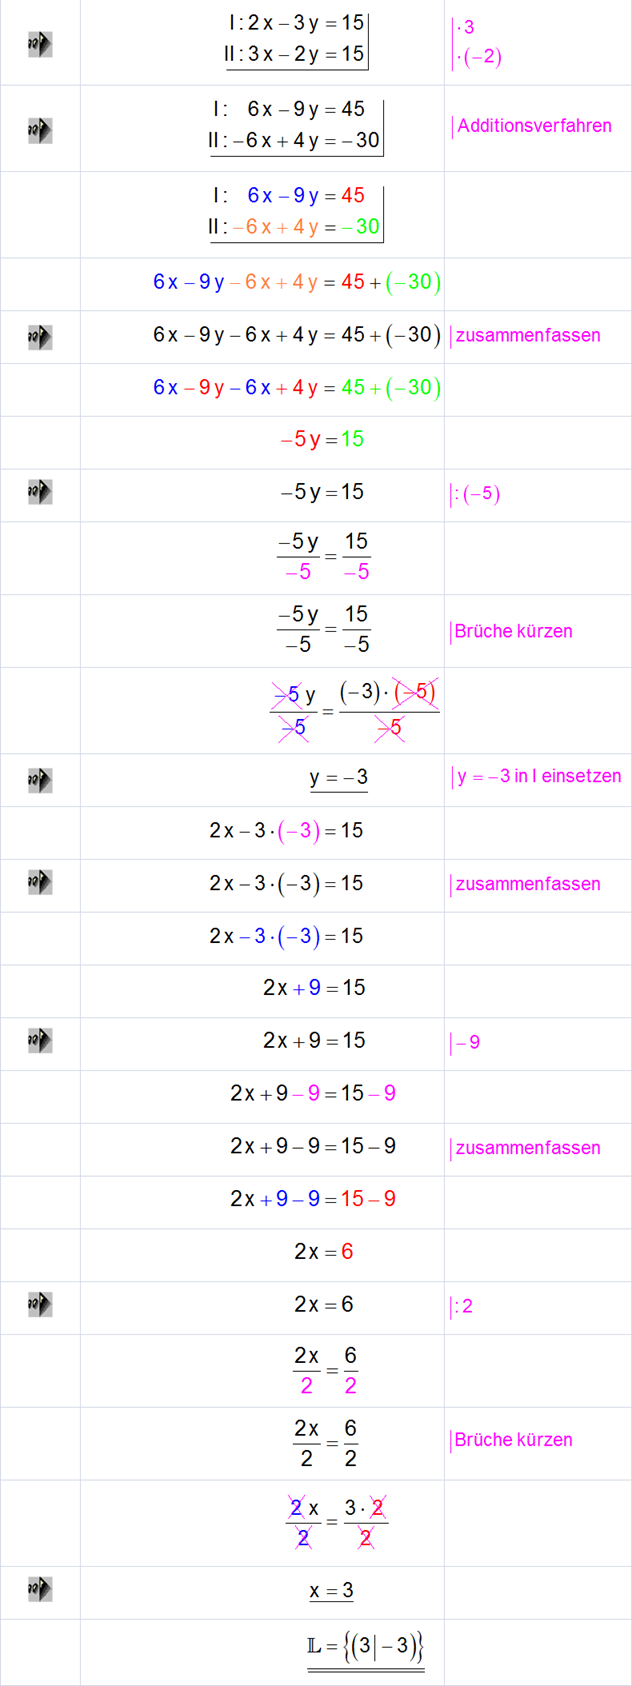 I: 2x − 3y = 15 | · 3
II: 3x − 2y = 15 | · (−2)
I: 6x − 9y = 45
II: −6x + 4y = −30 | Additionsverfahren
I: 6x − 9y = 45
II: −6x + 4y = −30
6x − 9y − 6x + 4y = 45 + (−30)
6x − 9y − 6x + 4y = 45 + (−30) | zusammenfassen
6x − 9y − 6x + 4y = 45 + (−30)
−5y = 15
−5y = 15 | : (−5)
−5y/−5 = 15/−5
−5y/−5 = 15/−5 | Brüche kürzen
−5y/−5 = (−3) · (−5)/−5
y = −3 | y = −3 in I einsetzen
2x − 3 · (−3) = 15
2x − 3 · (−3) = 15 | zusammenfassen
2x − 3 · (−3) = 15
2x + 9 = 15
2x + 9 = 15 | − 9
2x + 9 − 9 = 15 − 9
2x + 9 − 9 = 15 − 9 | zusammenfassen
2x + 9 − 9 = 15 − 9
2x = 6
2x = 6 | : 2
2x/2 = 6/2
2x/2 = 6/2 | Brüche kürzen
2x/2 = 3 · 2/2
x = 3
𝕃 = {(3|−3)}